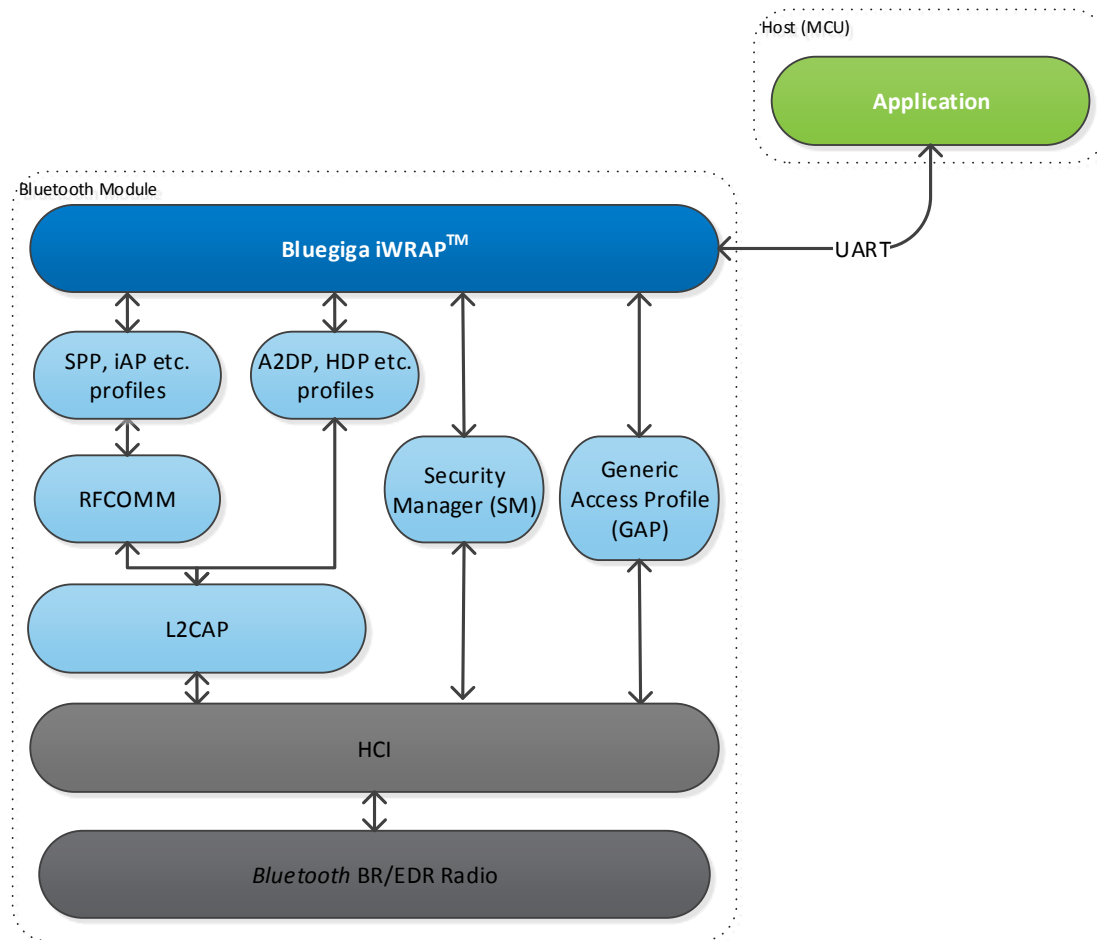 Host (MCU)
Application
Bluetooth Module
Bluegiga iWRAP™
UART
SPP, iAP etc.
profiles
A2DP, HDP etc.
profiles
RFCOMM
Security
Manager (SM)
Generic
Access Profile
(GAP)
L2CAP
HCI
Bluetooth BR/EDR Radio